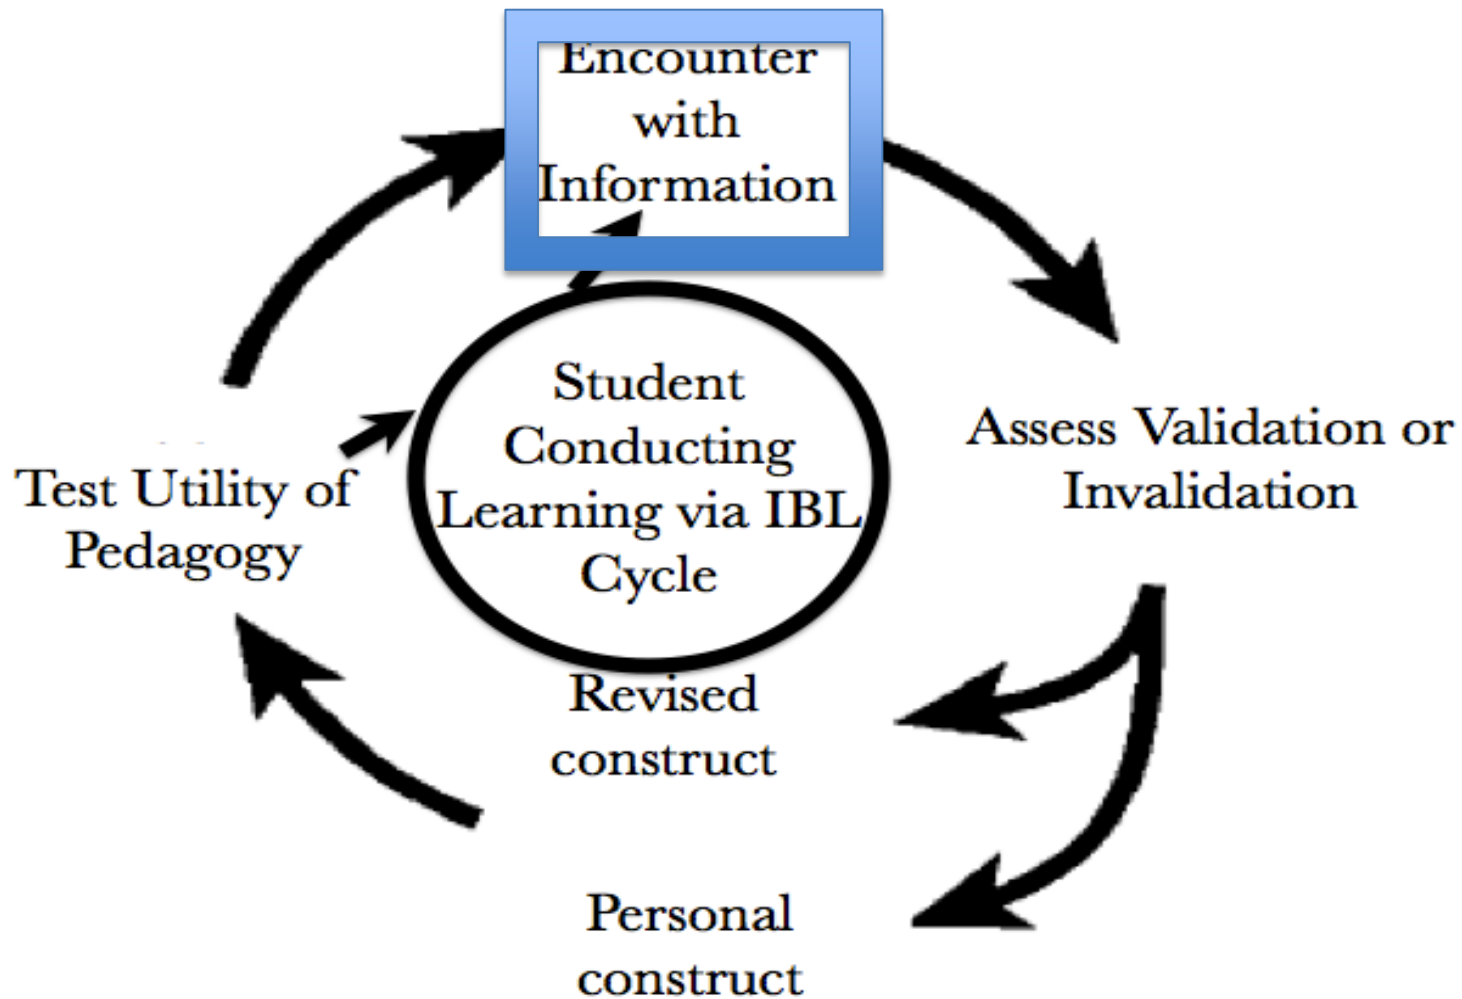 Encounter
with
Information
Assess Validation or
Invalidation
Student
Conducting
Learning via IBL
Cycle
Test Utility of
Pedagogy
Revised
construct
Personal
construct